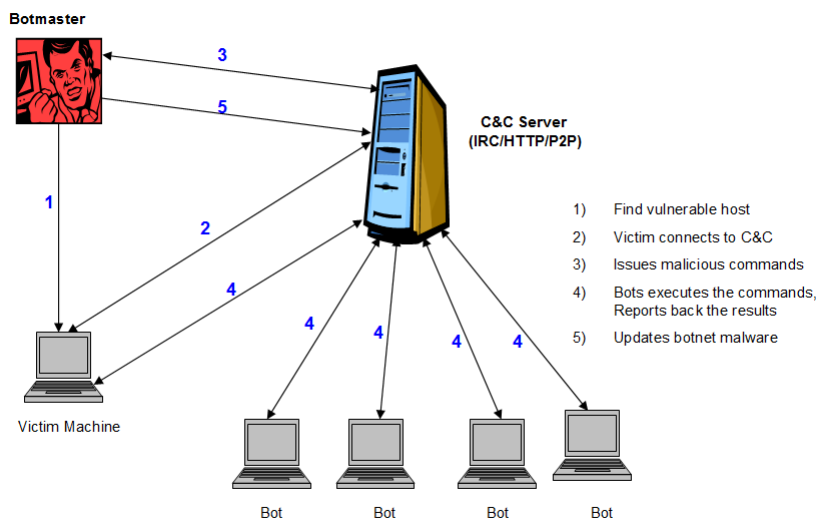 Botmaster
3
5
C&C Server
(IRC/HTTP/P2P)
1
2
4
4
4
4
4
1) Find vulnerable host
2) Victim connects to C&C
3) Issues malicious commands
4) Bots executes the commands,
Reports back the results
5) Updates botnet malware
Victim Machine
Bot
Bot
Bot
Bot